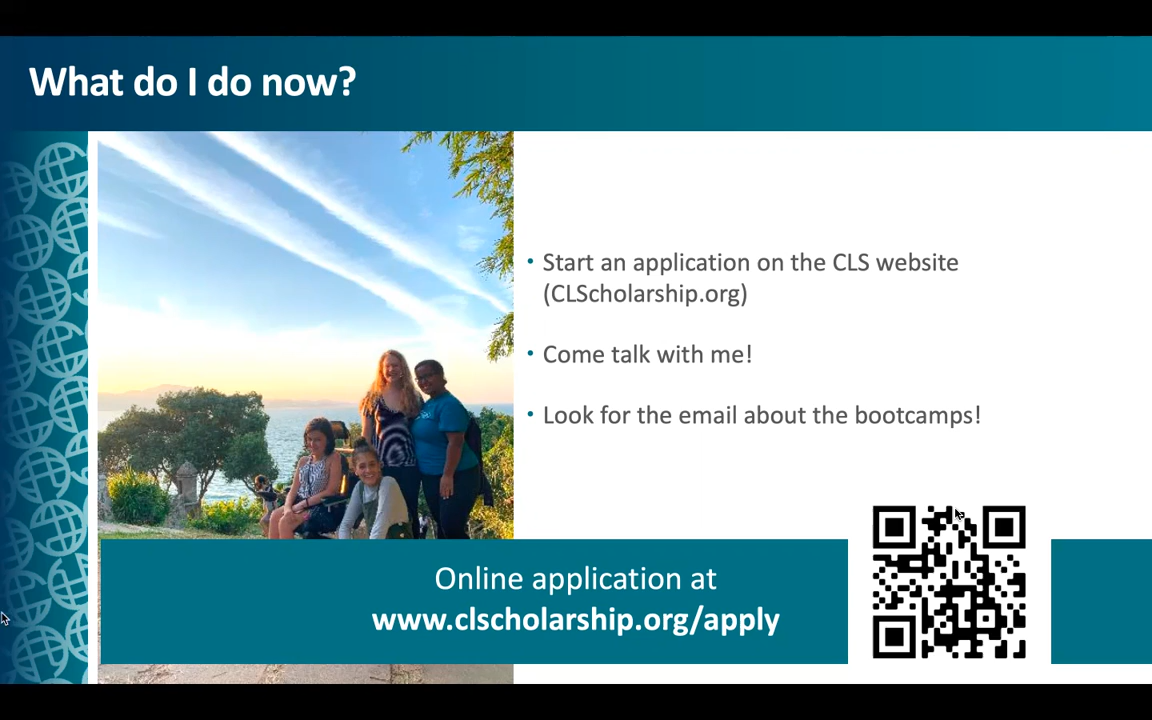 What do I do now?
• Start an application on the CLS website
(CLScholarship.org)
• Come talk with me!
• Look for the email about the bootcamps!
Online application at
www.clscholarship.org/apply